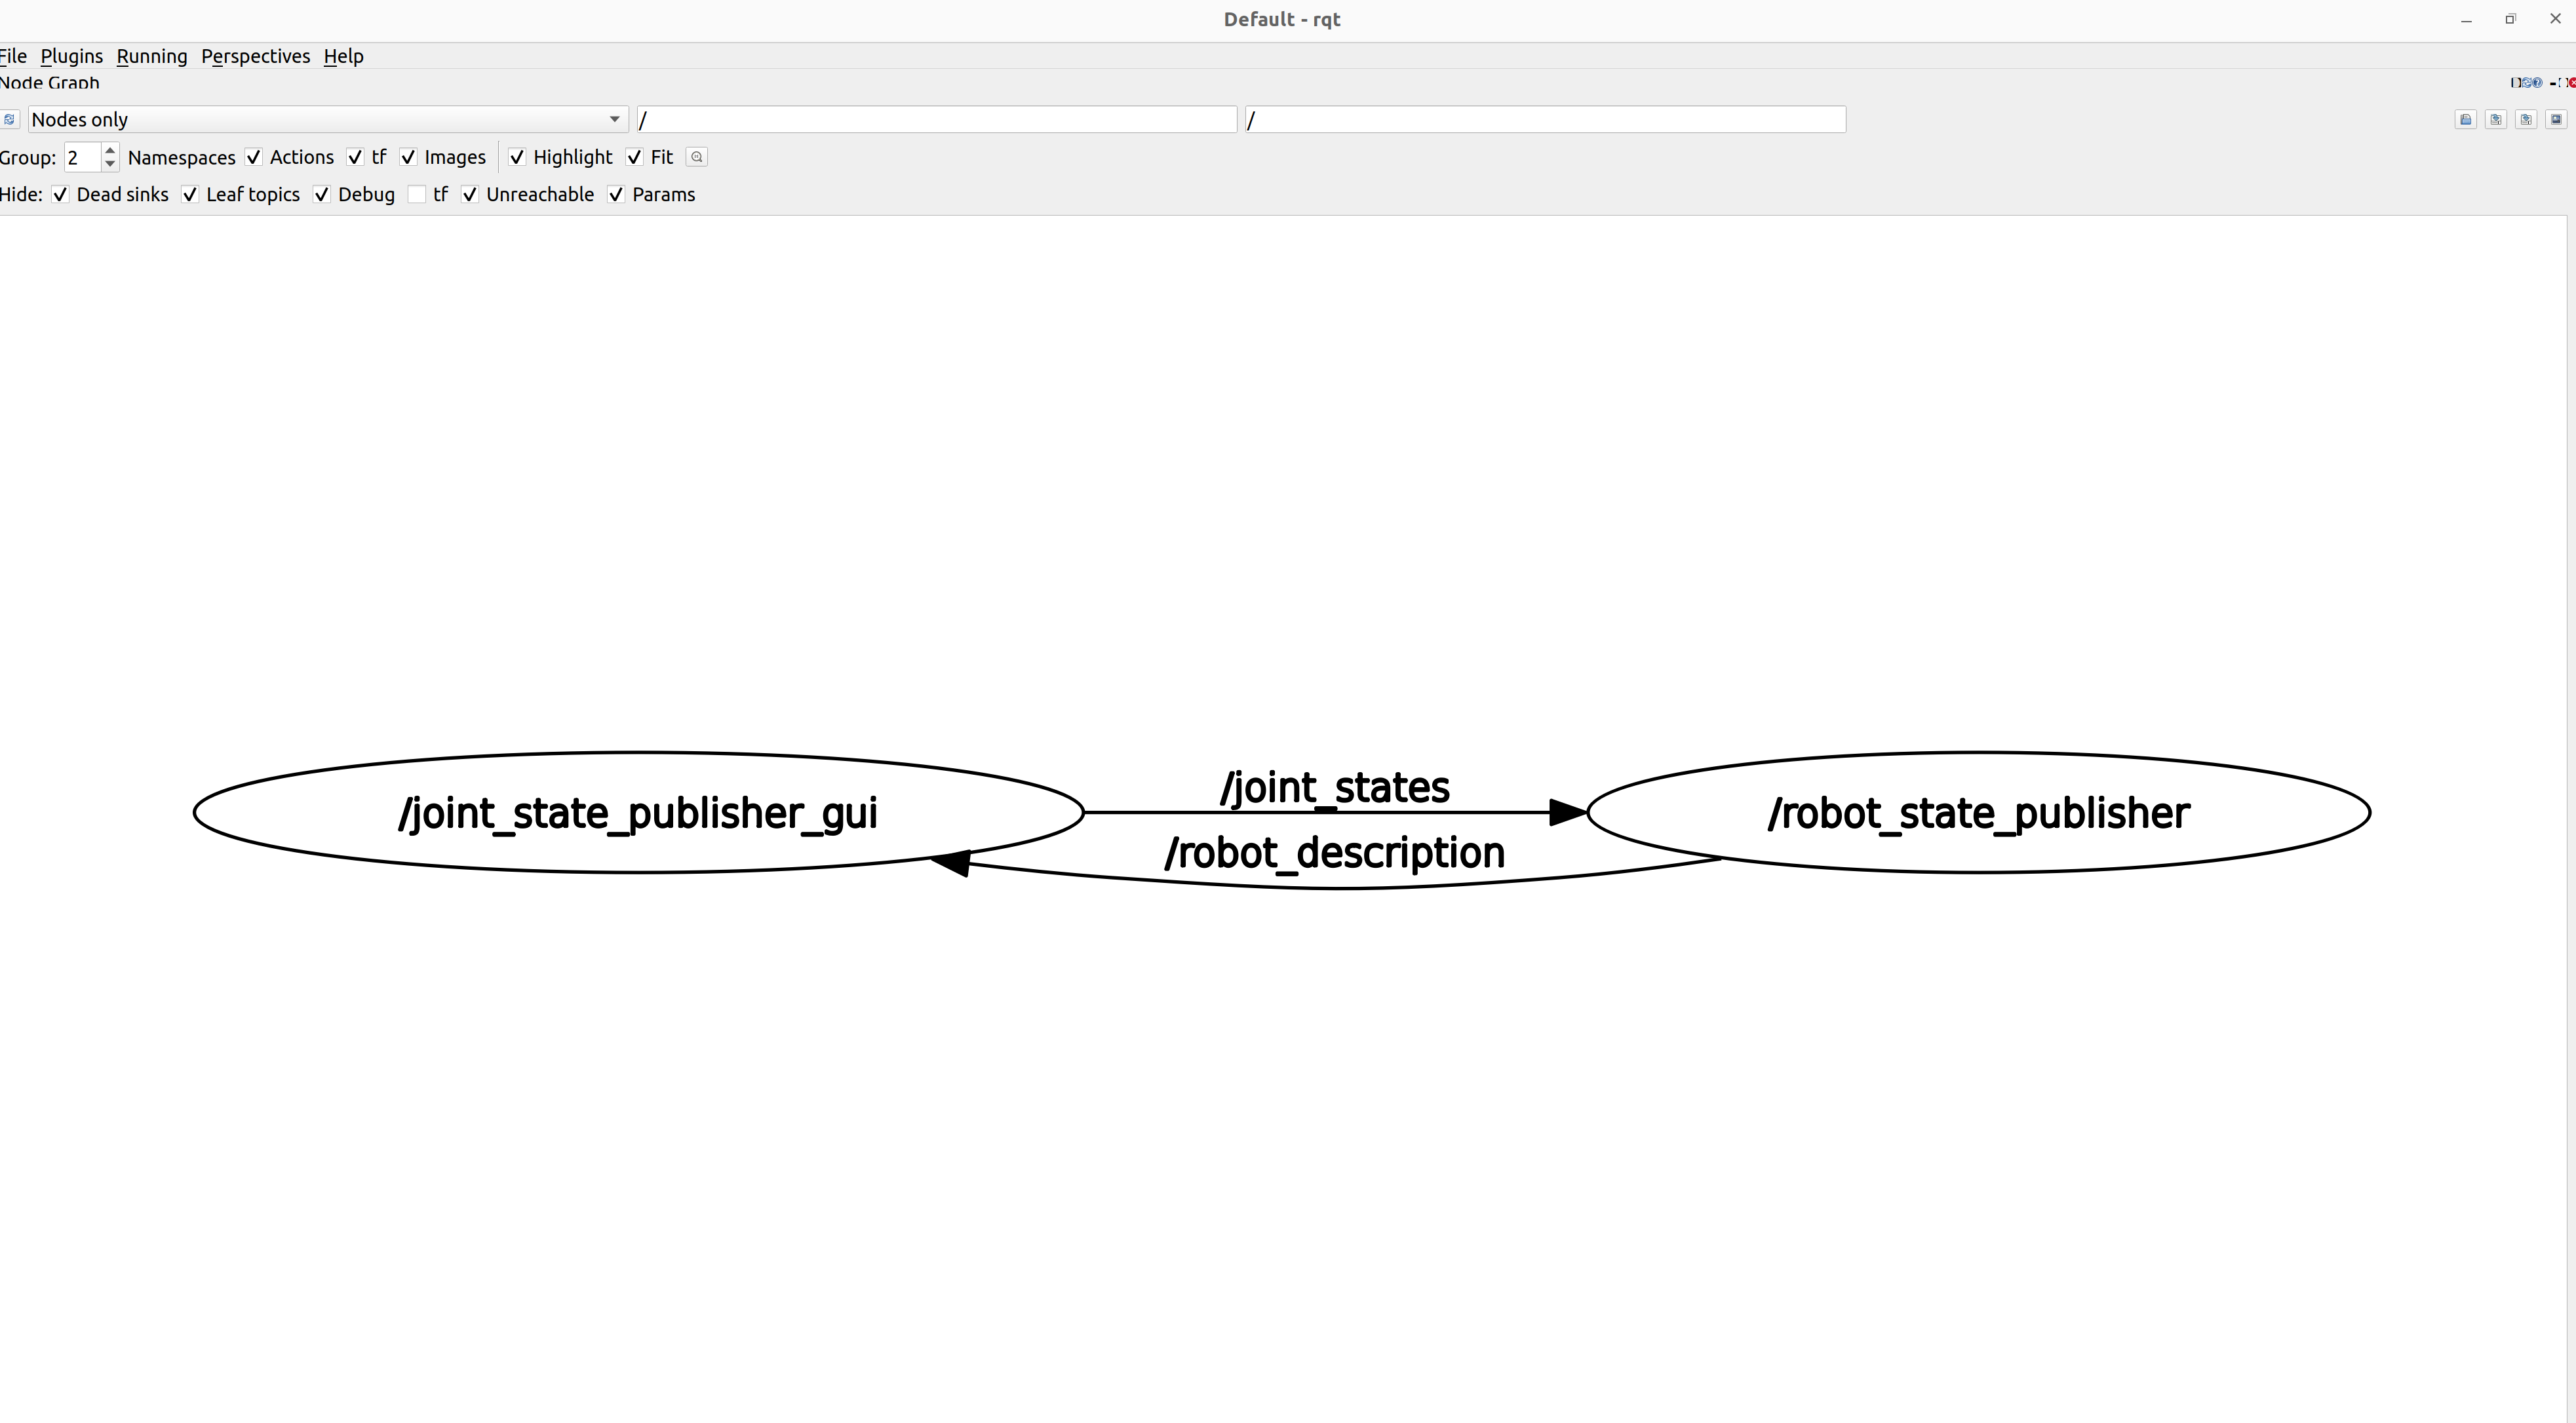 Default - rqt
File Plugins Running Perspectives Help
Node Graph
Nodes only / /
Group: 2 Namespaces Actions tf Images Highlight Fit
Hide: Dead sinks Leaf topics Debug tf Unreachable Params
/joint_states
/joint_state_publisher_gui /robot_state_publisher
/robot_description